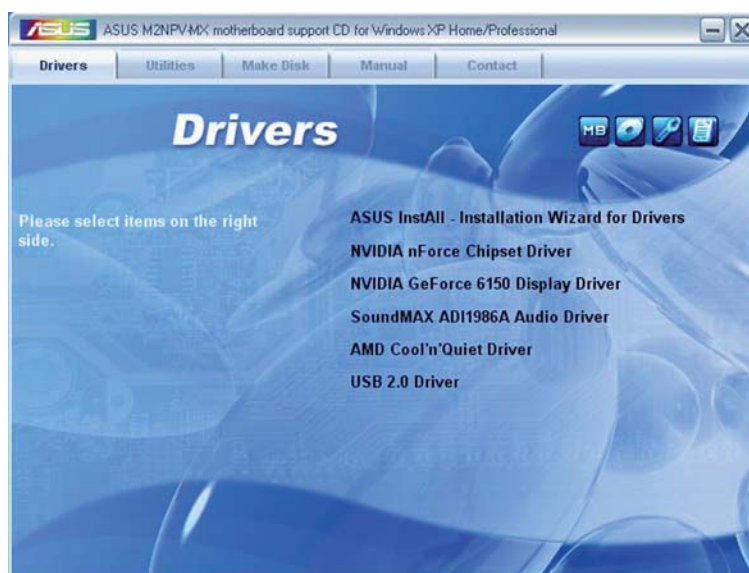 ASUS ASUS M2NPV-MX motherboard support CD for Windows XP Home/Professional
Drivers Utilities Make Disk Manual Contact
Drivers
MB
Please select items on the right
side.
ASUS InstAll - Installation Wizard for Drivers
NVIDIA nForce Chipset Driver
NVIDIA GeForce 6150 Display Driver
SoundMAX ADI1986A Audio Driver
AMD Cool'n'Quiet Driver
USB 2.0 Driver